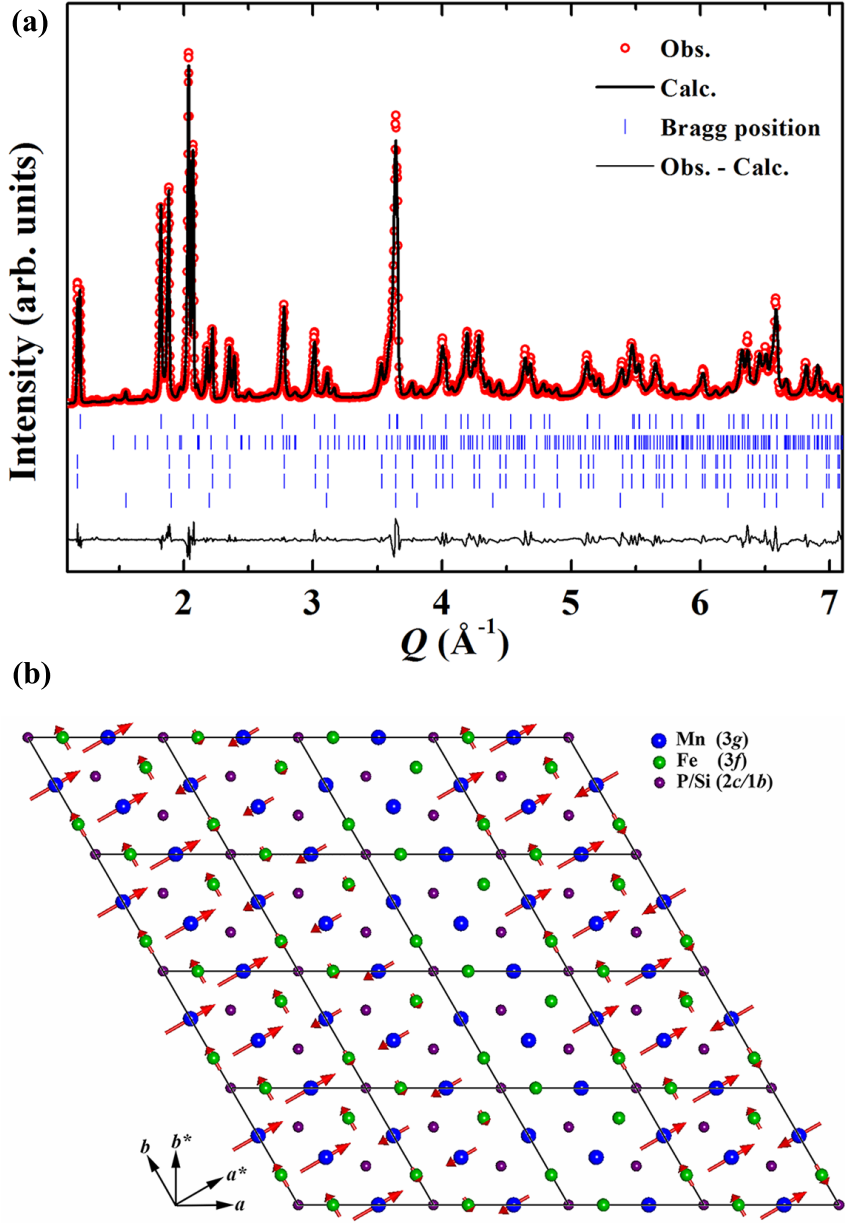 (a)
Obs.
Calc.
Bragg position
Obs. - Calc.
Intensity (arb. units)
2 3 4 5 6 7
Q (Å-1)
(b)
Mn (3g)
Fe (3f)
P/Si (2c/1b)
b b*
a*
a